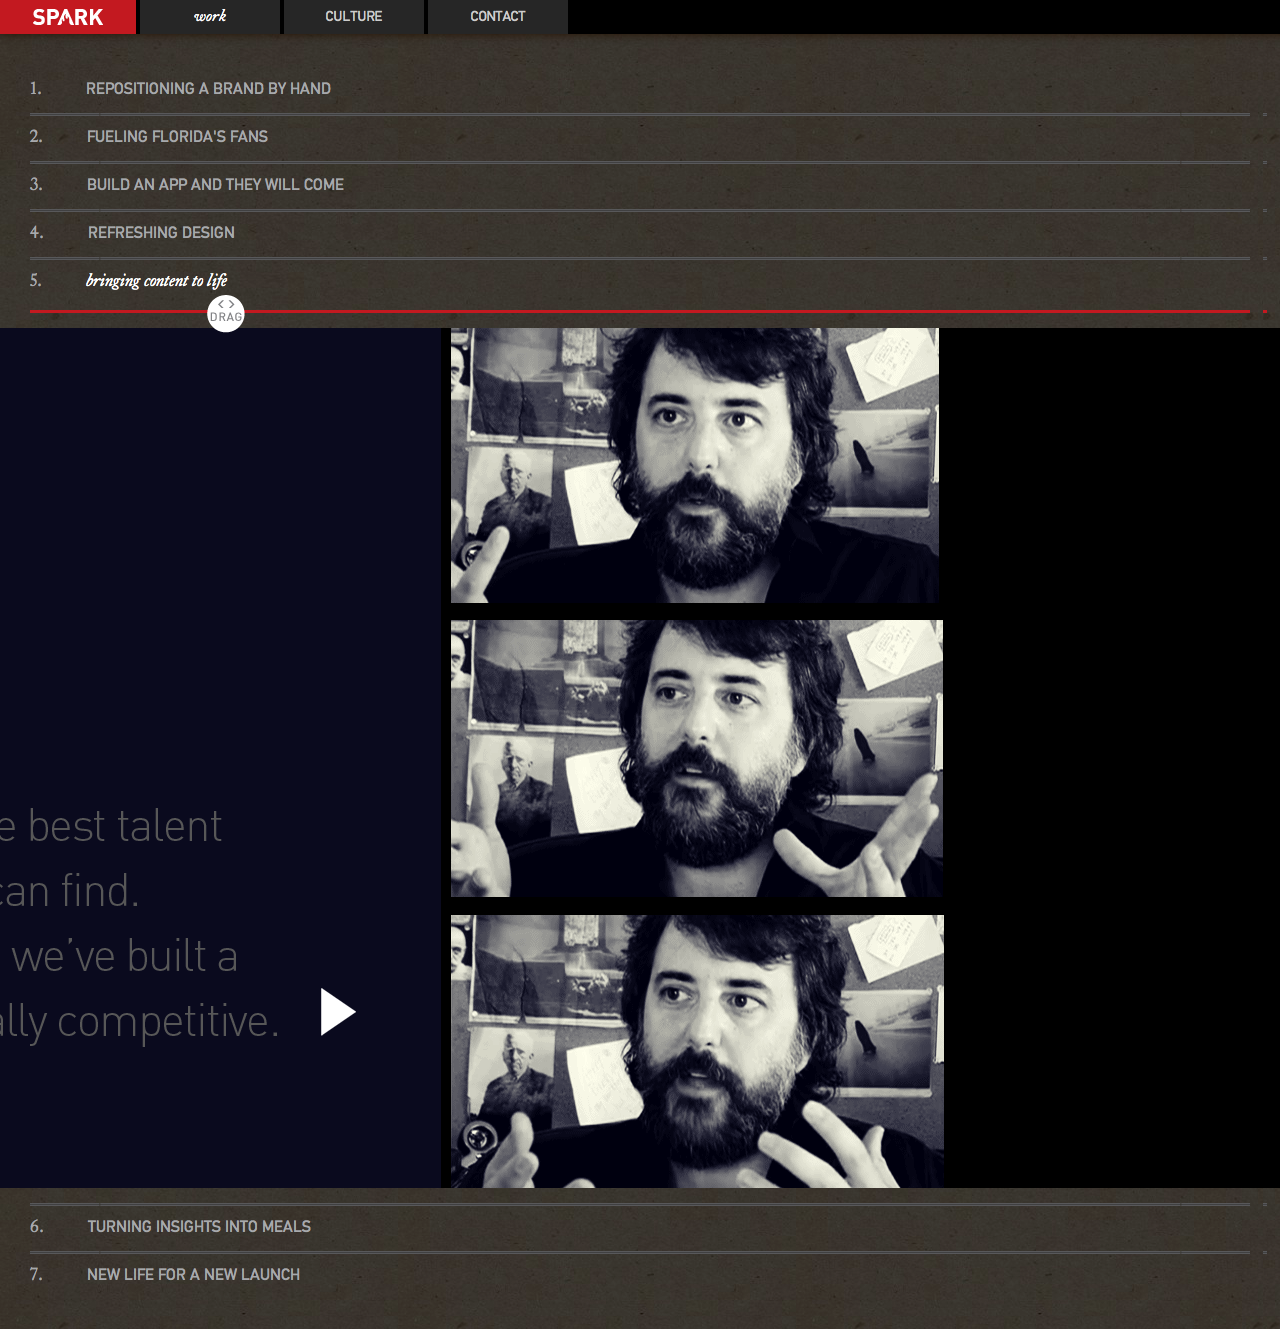 SPARK
work
CULTURE
CONTACT
1. REPOSITIONING A BRAND BY HAND
2. FUELING FLORIDA'S FANS
3. BUILD AN APP AND THEY WILL COME
4. REFRESHING DESIGN
5. bringing content to life
< >
DRAG
e best talent
can find.
we’ve built a
ally competitive.
6. TURNING INSIGHTS INTO MEALS
7. NEW LIFE FOR A NEW LAUNCH